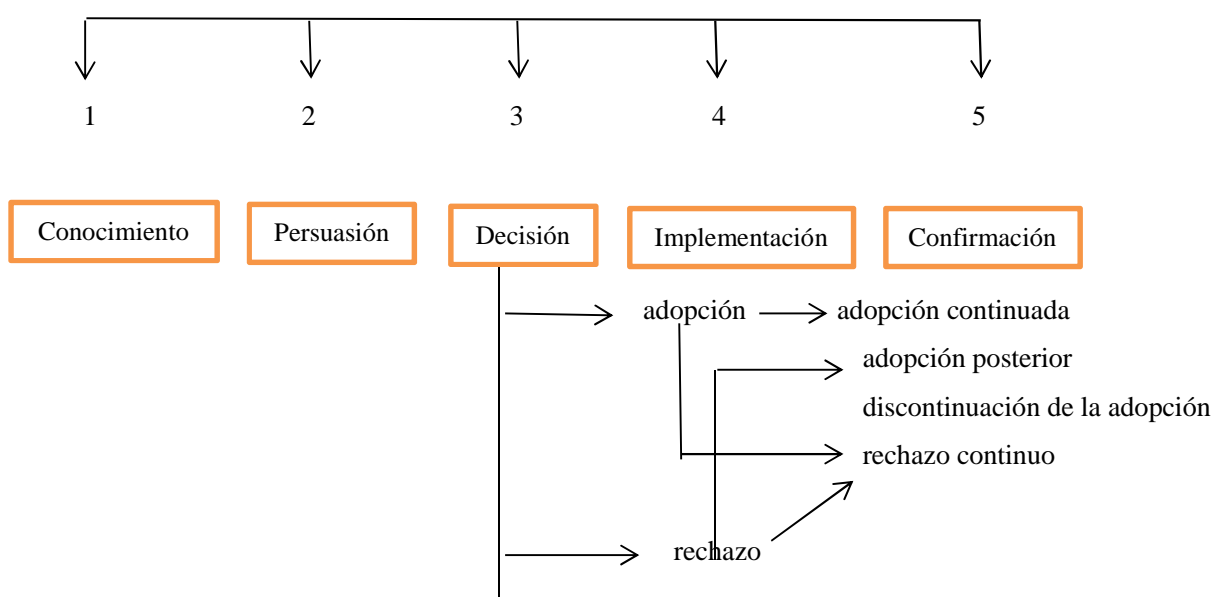 1 2 3 4 5
Conocimiento Persuasión Decisión Implementación Confirmación
adopción adopción continuada
adopción posterior
discontinuación de la adopción
rechazo continuo
rechazo